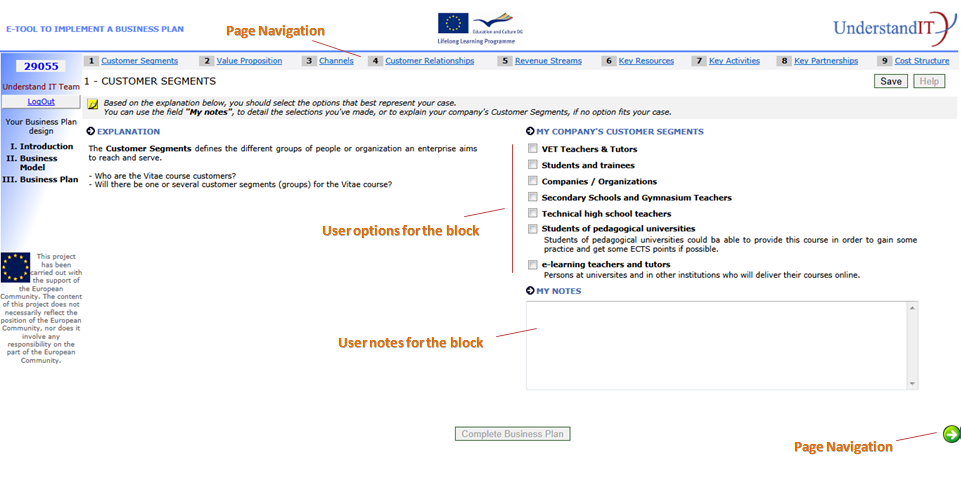 E-TOOL TO IMPLEMENT A BUSINESS PLAN
Page Navigation
Education and Culture DG
Lifelong Learning Programme
UnderstandIT
29055
Understand IT Team
LogOut
Your Business Plan
design
I. Introduction
II. Business
Model
III. Business Plan
This project
has been
carried out with
the support of
the European
Community. The content
of this project does not
necessarily reflect the
position of the European
Community, nor does it
involve any
responsibility on the
part of the European
Community.
1 Customer Segments 2 Value Proposition 3 Channels 4 Customer Relationships 5 Revenue Streams 6 Key Resources 7 Key Activities 8 Key Partnerships 9 Cost Structure
1 - CUSTOMER SEGMENTS
Save Help
Based on the explanation below, you should select the options that best represent your case.
You can use the field "My notes", to detail the selections you've made, or to explain your company's Customer Segments, if no option fits your case.
EXPLANATION
The Customer Segments defines the different groups of people or organization an enterprise aims
to reach and serve.
- Who are the Vitae course customers?
- Will there be one or several customer segments (groups) for the Vitae course?
MY COMPANY'S CUSTOMER SEGMENTS
VET Teachers & Tutors
Students and trainees
Companies / Organizations
Secondary Schools and Gymnasium Teachers
Technical high school teachers
Students of pedagogical universities
Students of pedagogical universities could ba able to provide this course in order to gain some
practice and get some ECTS points if possible.
e-learning teachers and tutors
Persons at universites and in other institutions who will deliver their courses online.
User options for the block
MY NOTES
User notes for the block
Complete Business Plan
Page Navigation